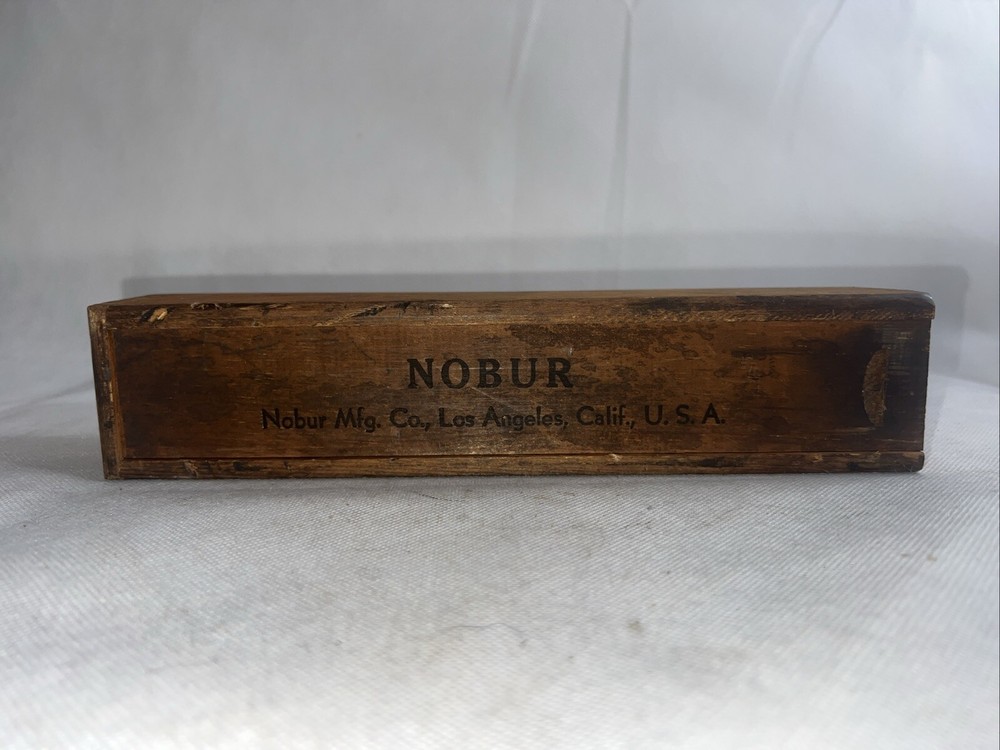 NOBUR
Nobur Mfg. Co., Los Angeles, Calif., U. S. A.